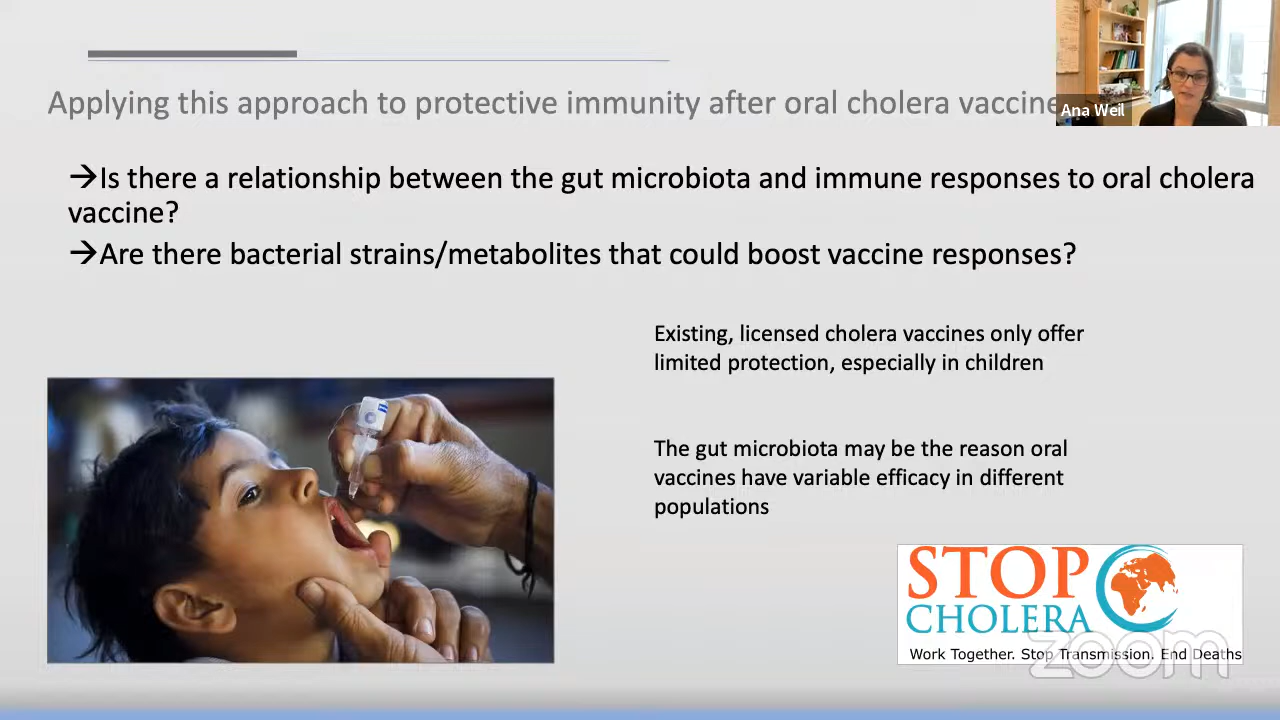 Applying this approach to protective immunity after oral cholera vaccine
Ana Weil
→Is there a relationship between the gut microbiota and immune responses to oral cholera
vaccine?
→Are there bacterial strains/metabolites that could boost vaccine responses?
Existing, licensed cholera vaccines only offer
limited protection, especially in children
The gut microbiota may be the reason oral
vaccines have variable efficacy in different
populations
STOP
CHOLERA
Work Together. Stop Transmission. End Deaths
zoom